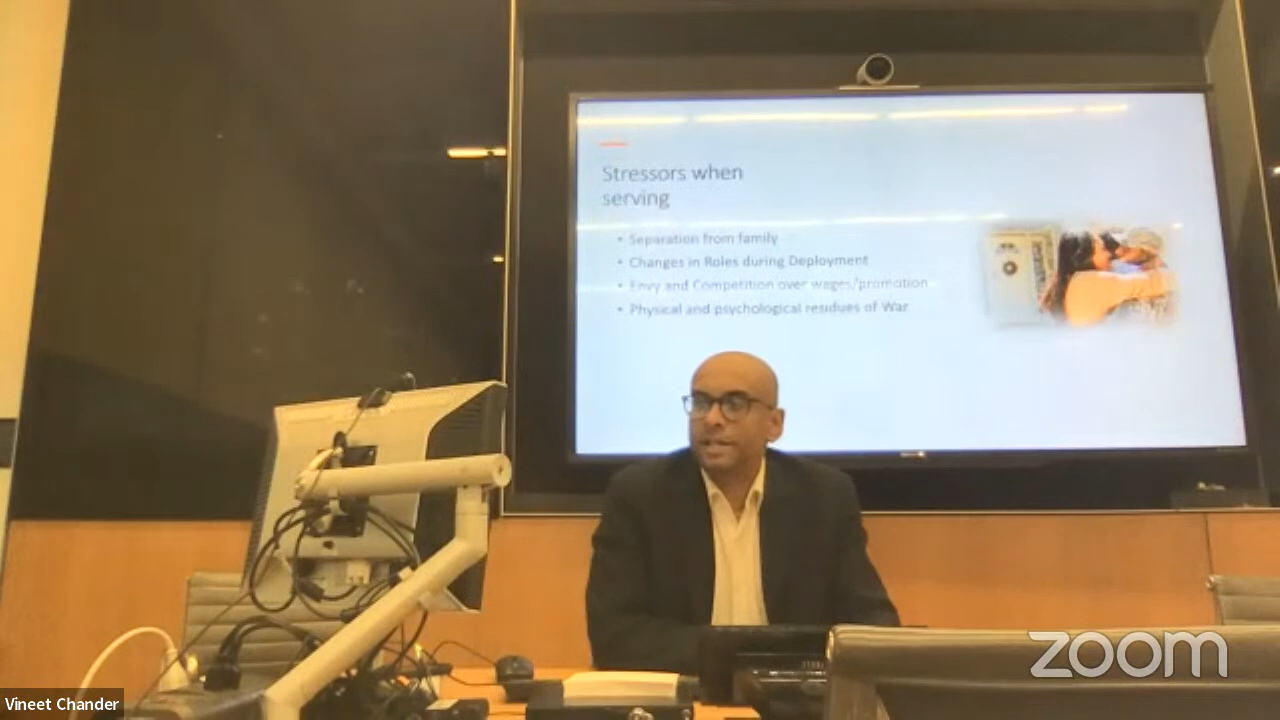 Stressors when
serving
• Separation from family
• Changes in Roles during Deployment
• Envy and Competition over wages/promotion
• Physical and psychological residues of War
zoom
Vineet Chander